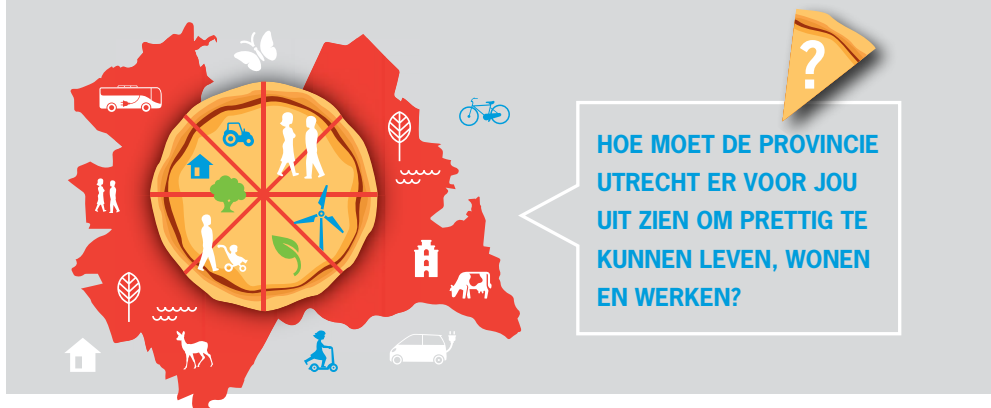 ?
HOE MOET DE PROVINCIE
UTRECHT ER VOOR JOU
UIT ZIEN OM PRETTIG TE
KUNNEN LEVEN, WONEN
EN WERKEN?